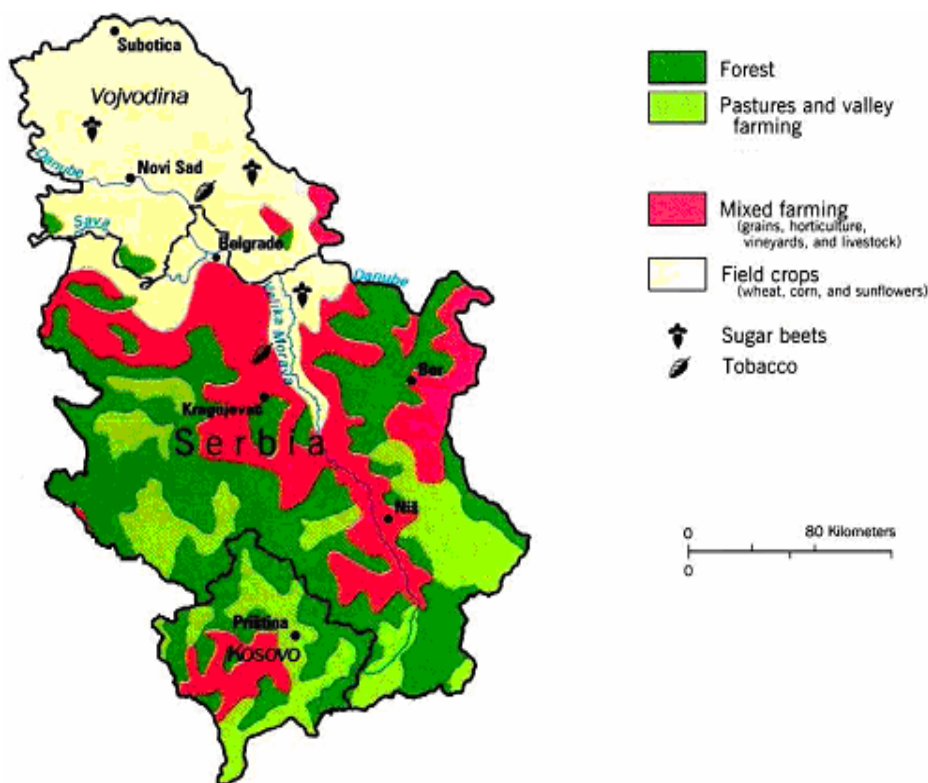 Subotica
Vojvodina
Danube
Novi Sad
Sava
Belgrade
Danube
Velika Morava
Bor
Kragujevac
Serbia
Niš
Priština
Kosovo
Forest
Pastures and valley
farming
Mixed farming
(grains, horticulture,
vineyards, and livestock)
Field crops
(wheat, corn, and sunflowers)
Sugar beets
Tobacco
0 80 Kilometers
0